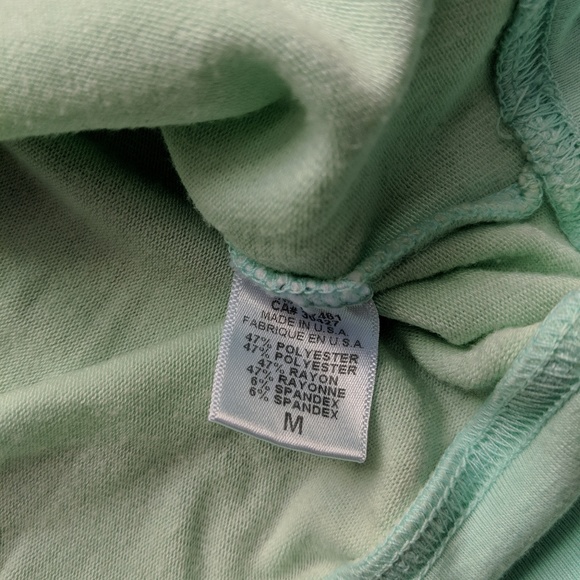 CA#
MADE IN U.S.A.
FABRIQUE EN U.S.A.
47% POLYESTER
47% POLYESTER
47% RAYON
47% RAYONNE
6% SPANDEX
6% SPANDEX
M